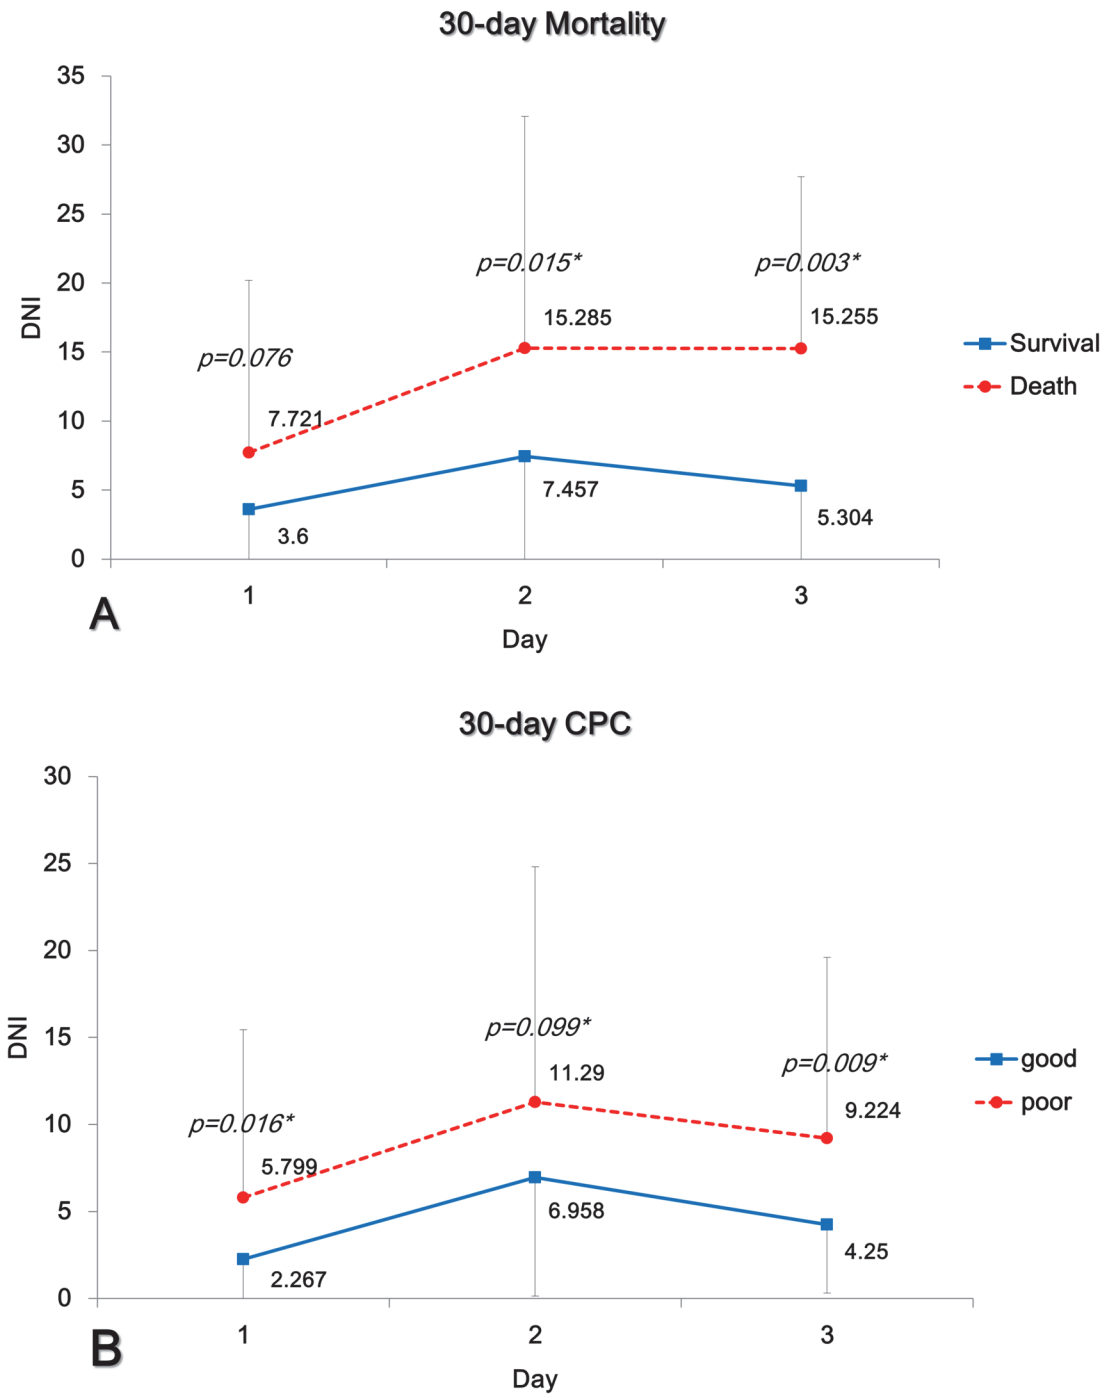 30-day Mortality
35
30
25
20
15
10
5
0
DNI
p=0.076
p=0.015*
p=0.003*
7.721
15.285
15.255
3.6
7.457
5.304
Survival
Death
1 2 3
Day
A
30-day CPC
30
25
20
15
10
5
0
DNI
p=0.016*
p=0.099*
p=0.009*
5.799
11.29
9.224
2.267
6.958
4.25
good
poor
1 2 3
Day
B